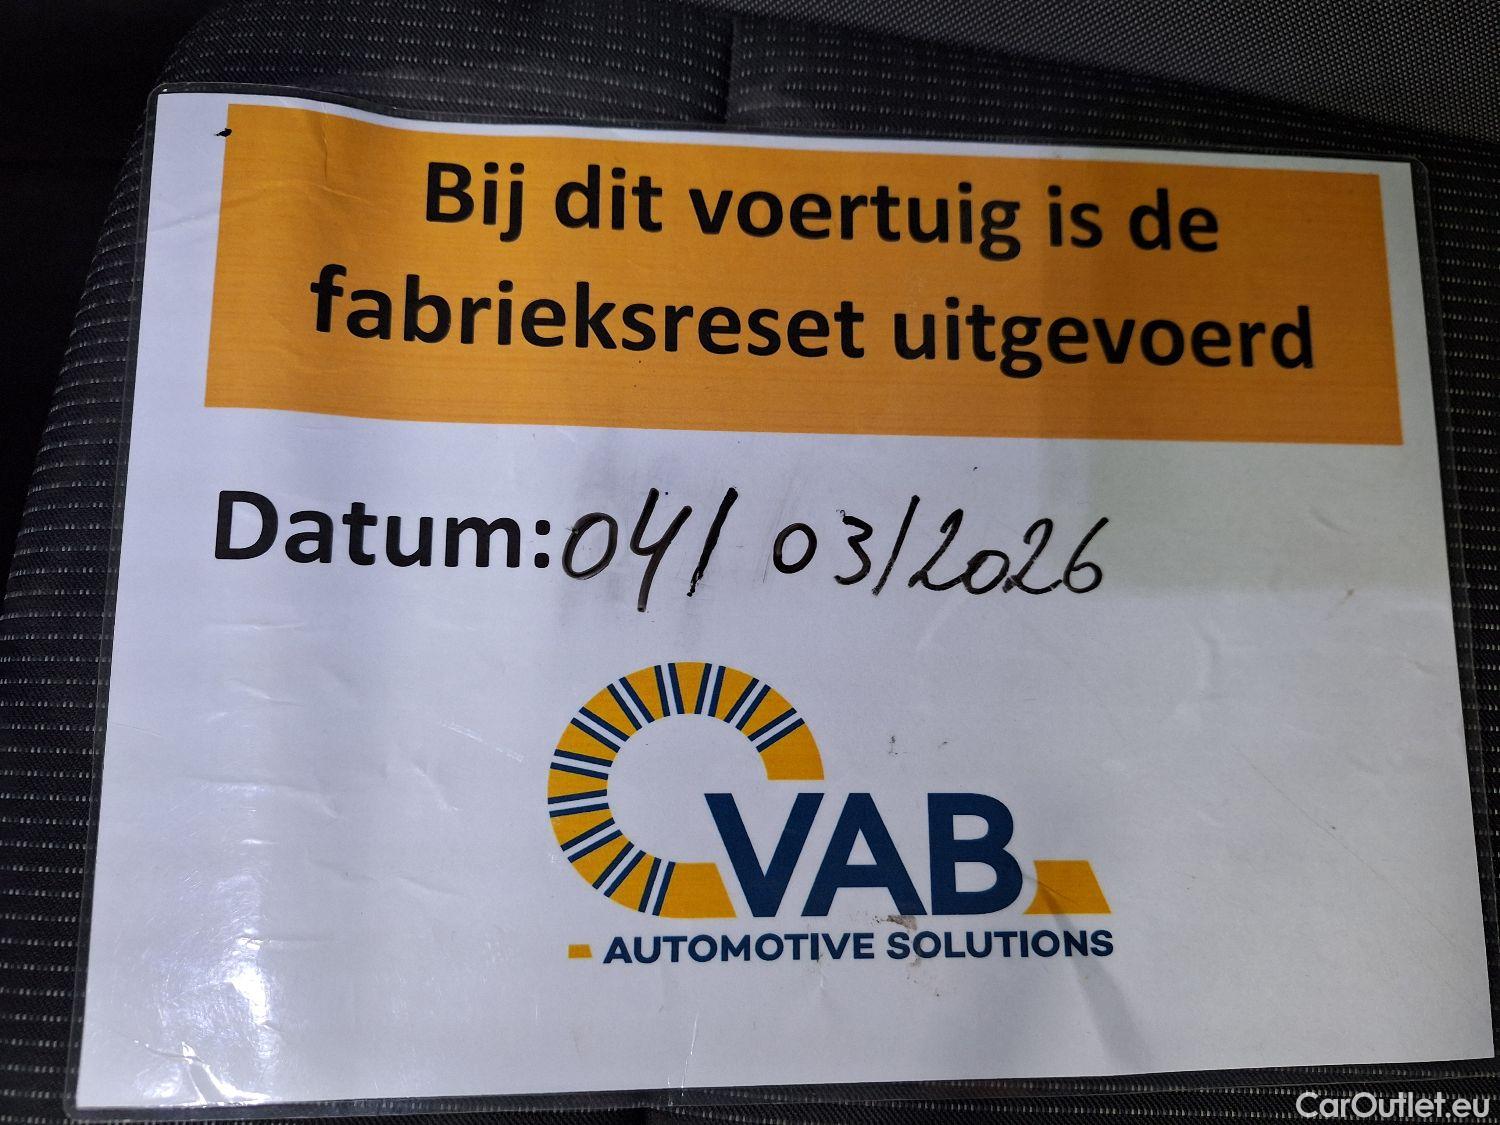 Bij dit voertuig is de
fabrieksreset uitgevoerd
Datum: 04/03/2026
VAB
AUTOMOTIVE SOLUTIONS
CarOutlet.eu